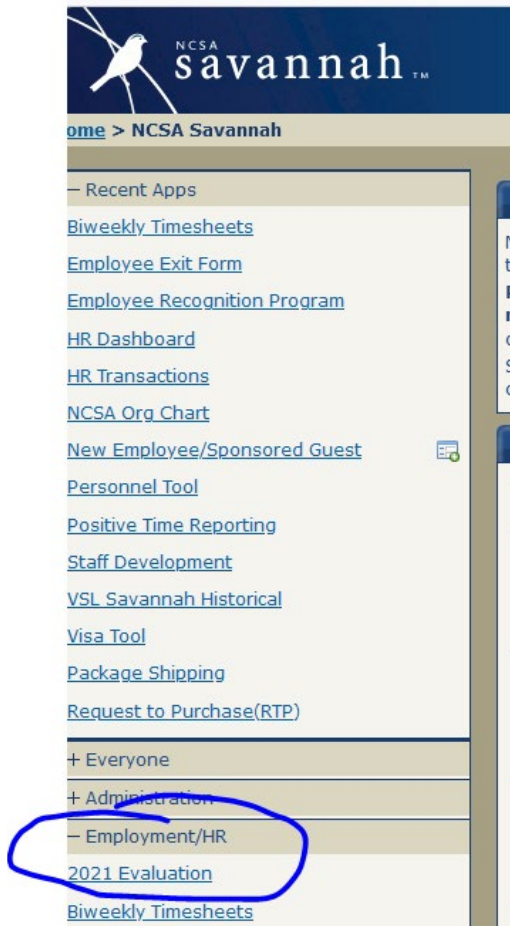 NCSA
savannah™
ome > NCSA Savannah
– Recent Apps
Biweekly Timesheets
Employee Exit Form
Employee Recognition Program
HR Dashboard
HR Transactions
NCSA Org Chart
New Employee/Sponsored Guest
Personnel Tool
Positive Time Reporting
Staff Development
VSL Savannah Historical
Visa Tool
Package Shipping
Request to Purchase(RTP)
+ Everyone
+ Administration
– Employment/HR
2021 Evaluation
Biweekly Timesheets